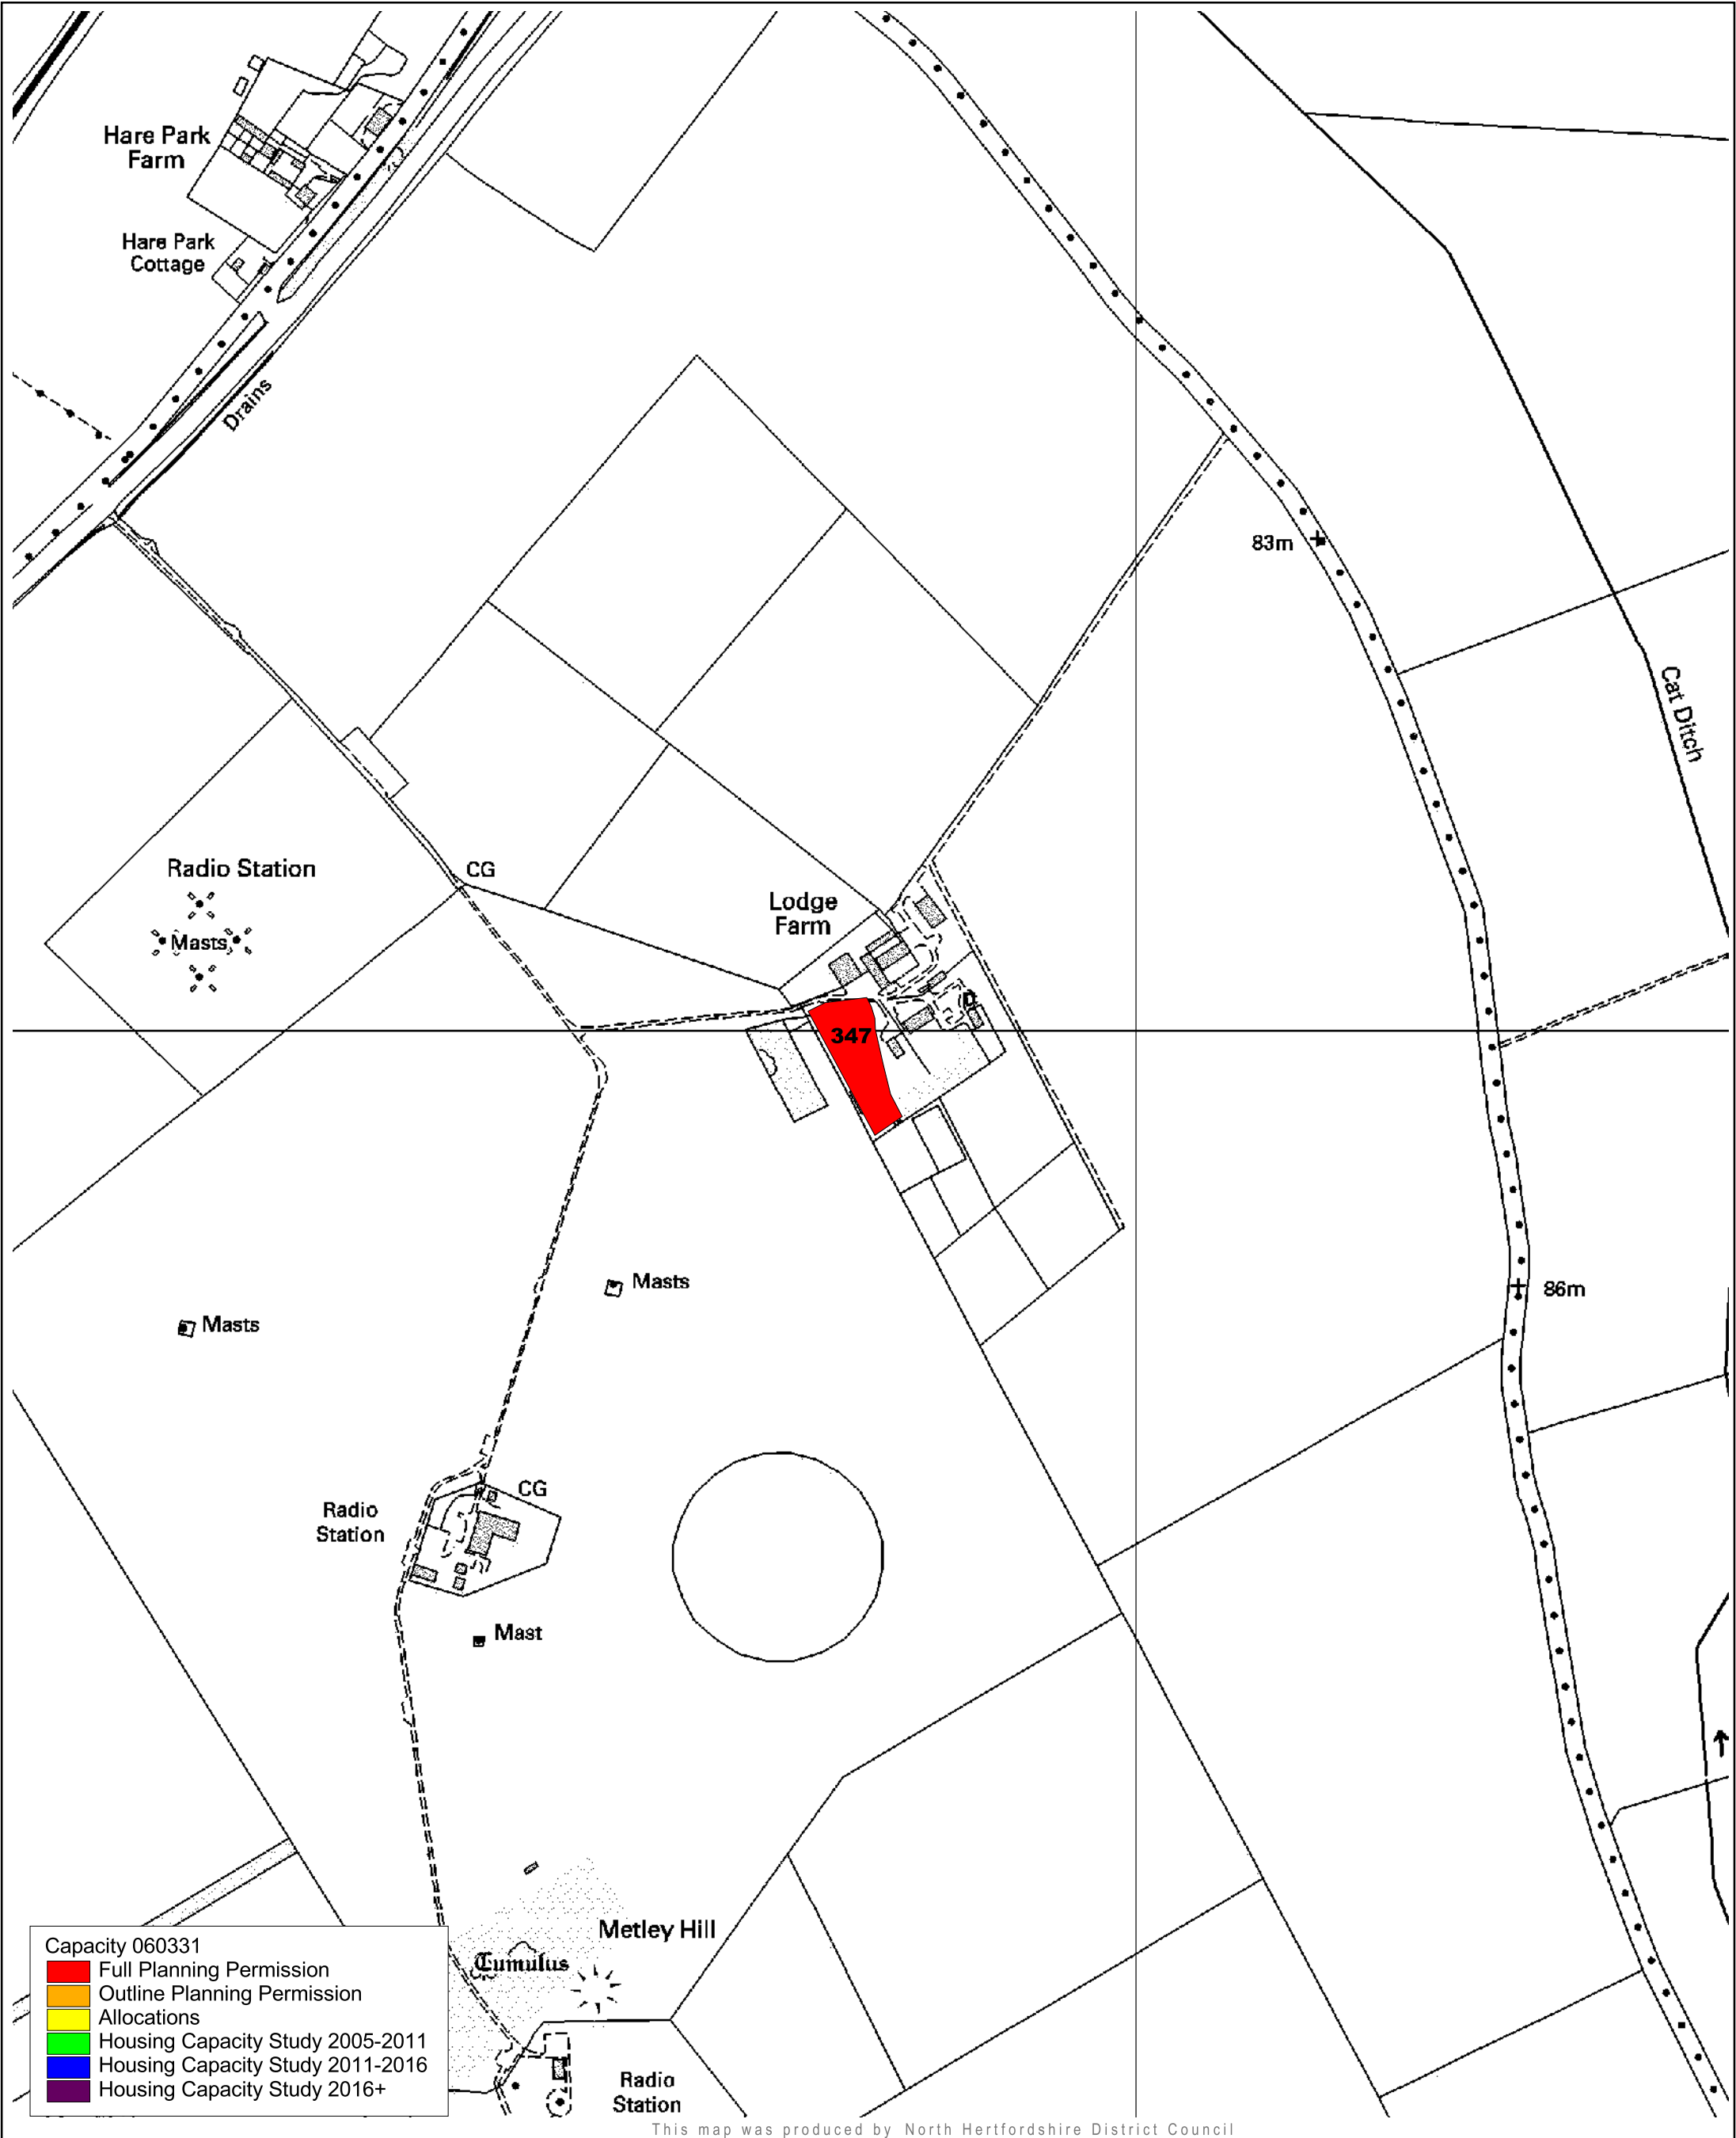 Hare Park
Farm
Hare Park
Cottage
Drains
83m
Cat Ditch
Radio Station
CG
Masts
Lodge
Farm
D
347
Masts
86m
Masts
CG
Radio
Station
Mast
Metley Hill
Tumulus
Radio
Station
Capacity 060331
Full Planning Permission
Outline Planning Permission
Allocations
Housing Capacity Study 2005-2011
Housing Capacity Study 2011-2016
Housing Capacity Study 2016+
This map was produced by North Hertfordshire District Council